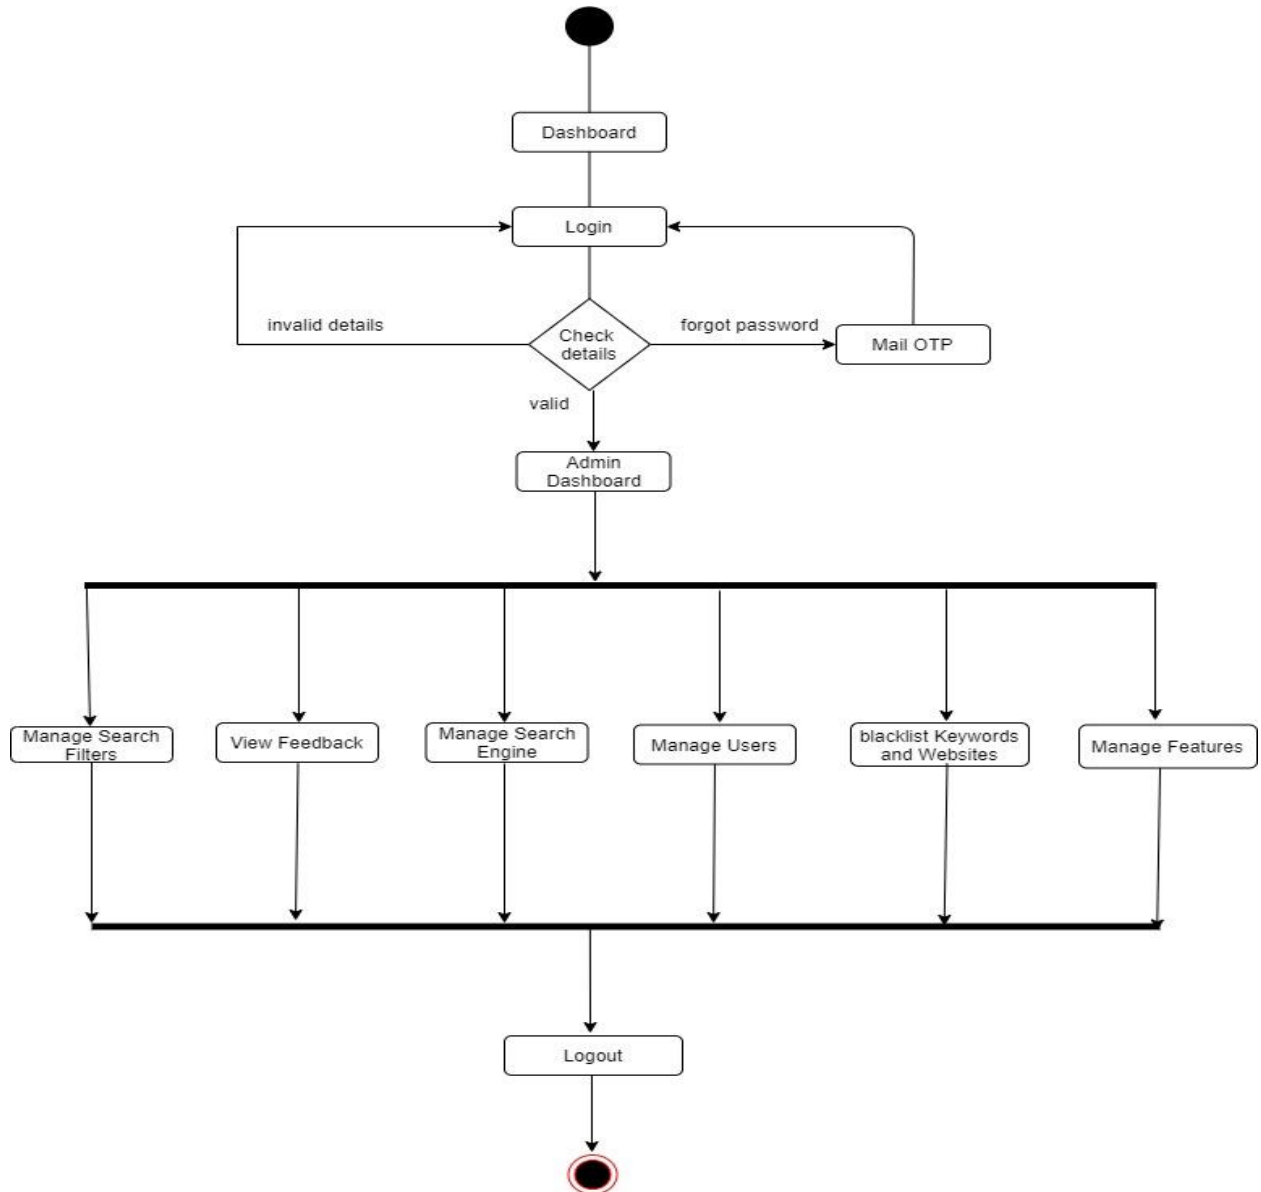 Dashboard
Login
invalid details
forgot password
Check
details
Mail OTP
valid
Admin
Dashboard
Manage Search
Filters
View Feedback
Manage Search
Engine
Manage Users
blacklist Keywords
and Websites
Manage Features
Logout